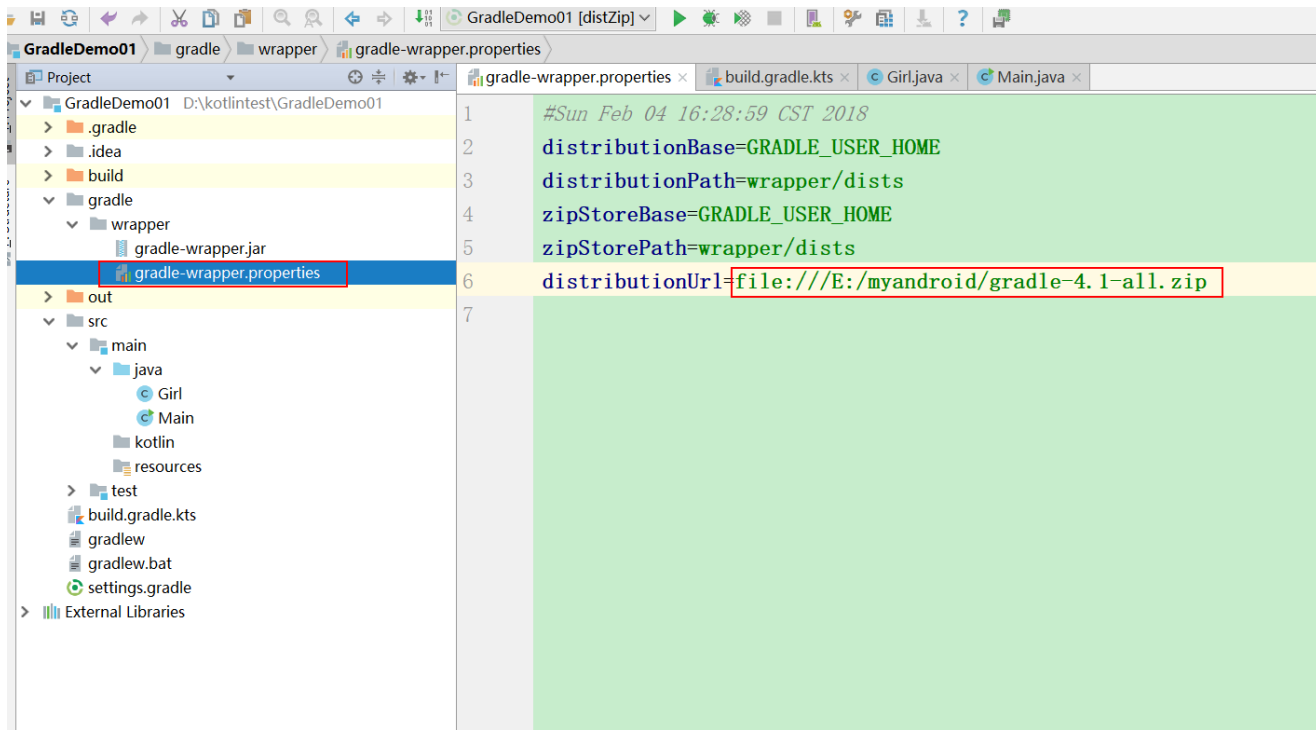 GradleDemo01 [distZip]
GradleDemo01 gradle wrapper gradle-wrapper.properties
Project
gradle-wrapper.properties build.gradle.kts Girl.java Main.java
GradleDemo01 D:\kotlintest\GradleDemo01
.gradle
.idea
build
gradle
wrapper
gradle-wrapper.jar
gradle-wrapper.properties
out
src
main
java
Girl
Main
kotlin
resources
test
build.gradle.kts
gradlew
gradlew.bat
settings.gradle
External Libraries
1 #Sun Feb 04 16:28:59 CST 2018
2 distributionBase=GRADLE_USER_HOME
3 distributionPath=wrapper/dists
4 zipStoreBase=GRADLE_USER_HOME
5 zipStorePath=wrapper/dists
6 distributionUrl=file:///E:/myandroid/gradle-4.1-all.zip
7